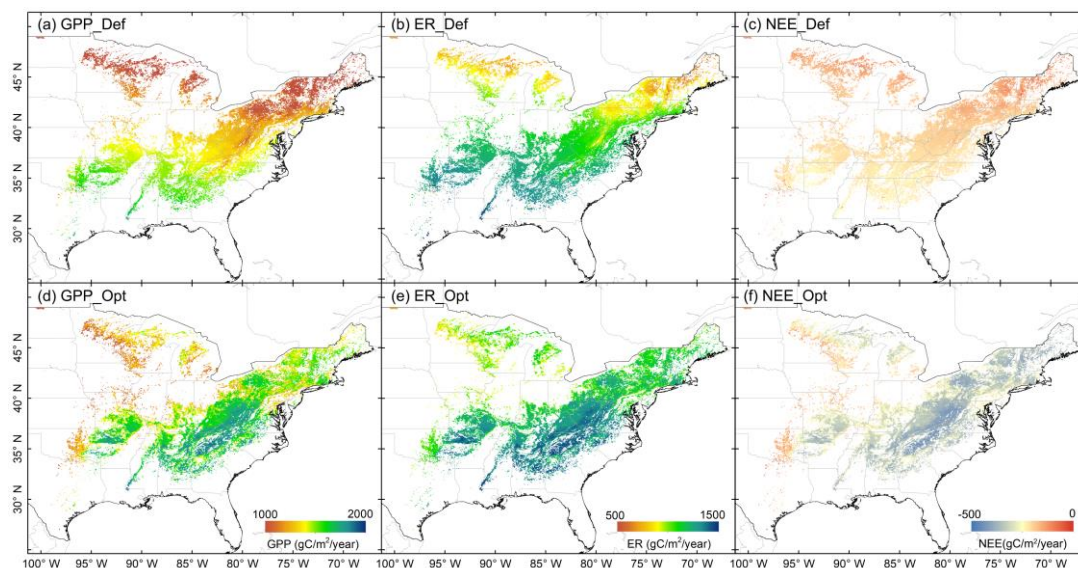 (a) GPP_Def
(b) ER_Def
(c) NEE_Def
45° N
40° N
35° N
30° N
(d) GPP_Opt
(e) ER_Opt
(f) NEE_Opt
45° N
40° N
35° N
30° N
1000 2000
GPP (gC/m²/year)
500 1500
ER (gC/m²/year)
-500 0
NEE(gC/m²/year)
100° W 95° W 90° W 85° W 80° W 75° W 70° W
100° W 95° W 90° W 85° W 80° W 75° W 70° W
100° W 95° W 90° W 85° W 80° W 75° W 70° W